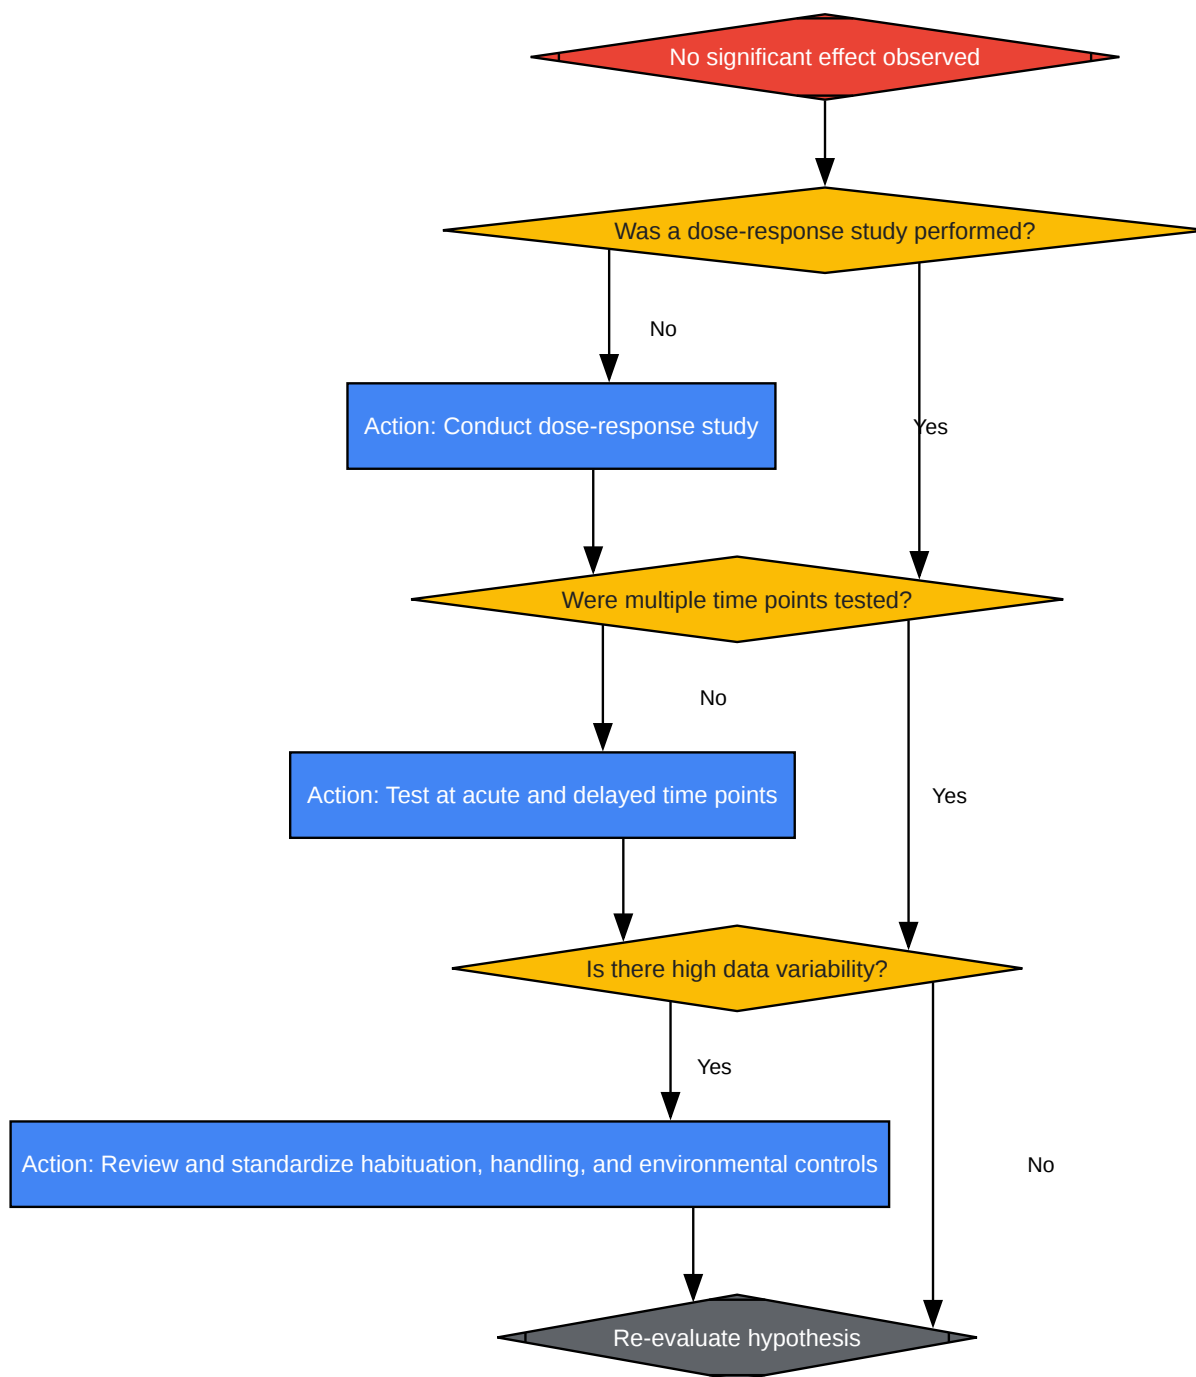 No significant effect observed
Was a dose-response study performed?
No
Action: Conduct dose-response study
Yes
Were multiple time points tested?
No
Action: Test at acute and delayed time points
Yes
Is there high data variability?
Yes
Action: Review and standardize habituation, handling, and environmental controls
No
Re-evaluate hypothesis